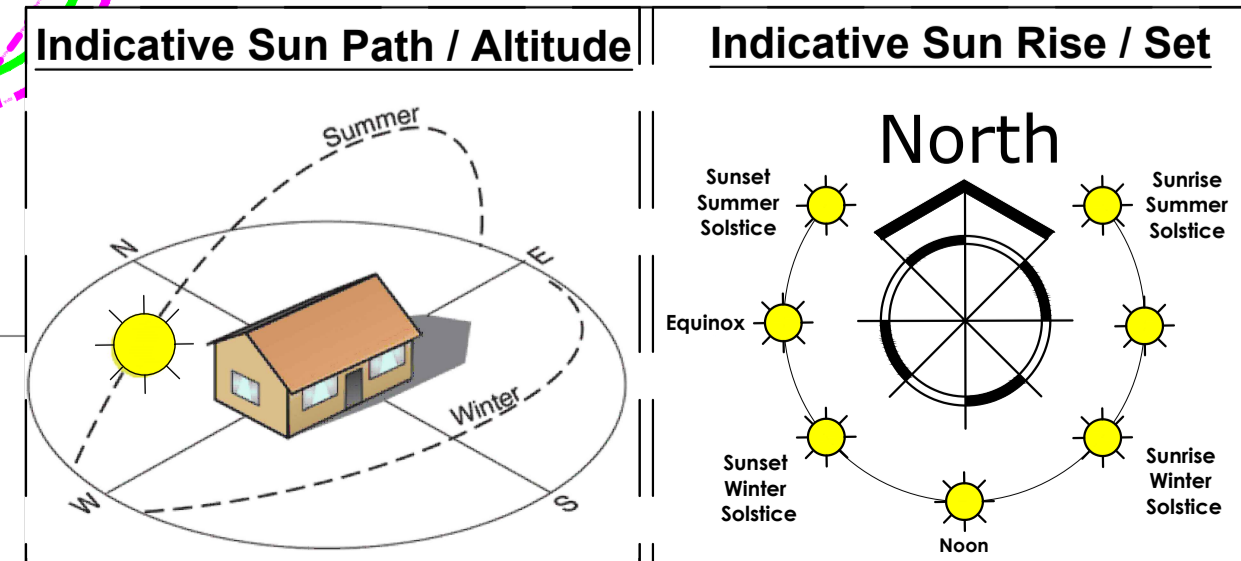 Indicative Sun Path / Altitude
Summer
N
E
Winter
W
S
Indicative Sun Rise / Set
North
Sunset
Summer
Solstice
Sunrise
Summer
Solstice
Equinox
Sunset
Winter
Solstice
Sunrise
Winter
Solstice
Noon